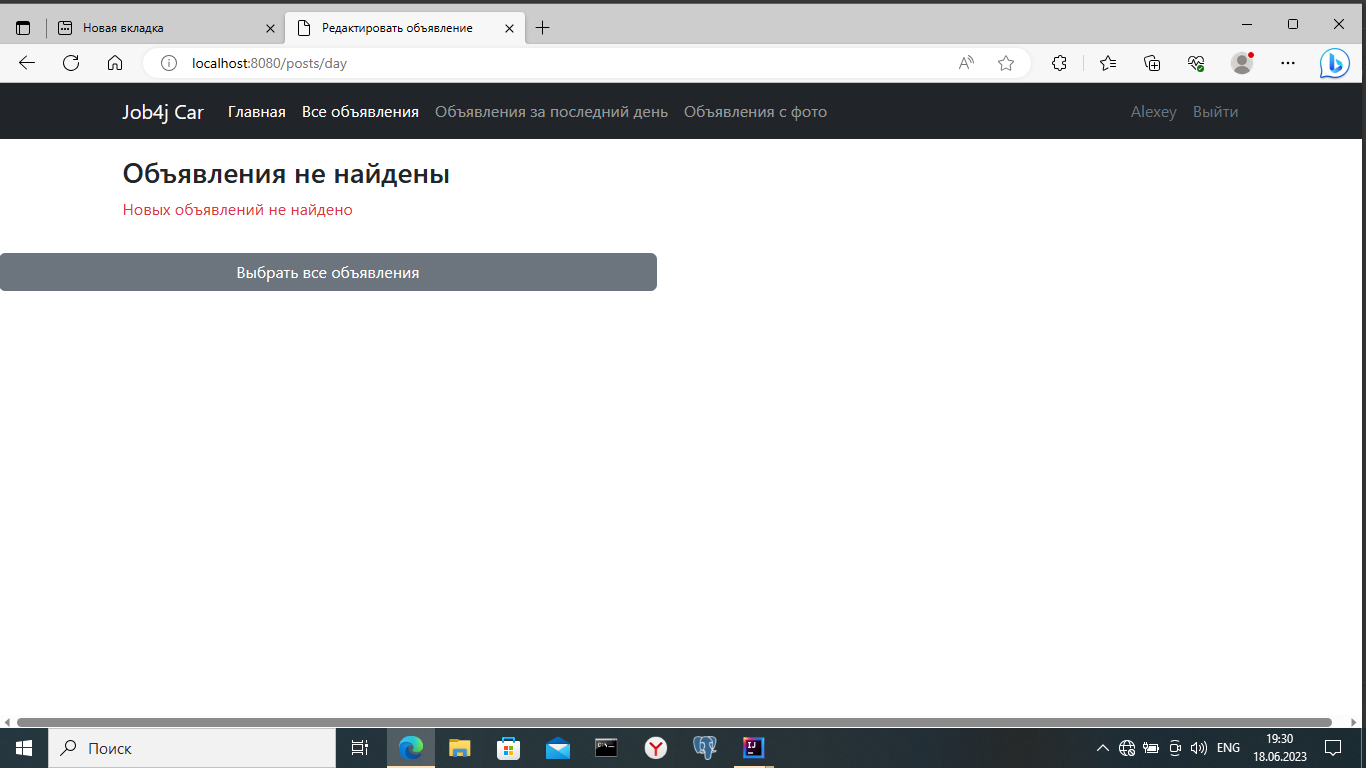 Новая вкладка
Редактировать объявление
localhost:8080/posts/day
Job4j Car Главная Все объявления Объявления за последний день Объявления с фото Alexey Выйти
Объявления не найдены
Новых объявлений не найдено
Выбрать все объявления
Поиск
ENG
19:30
18.06.2023